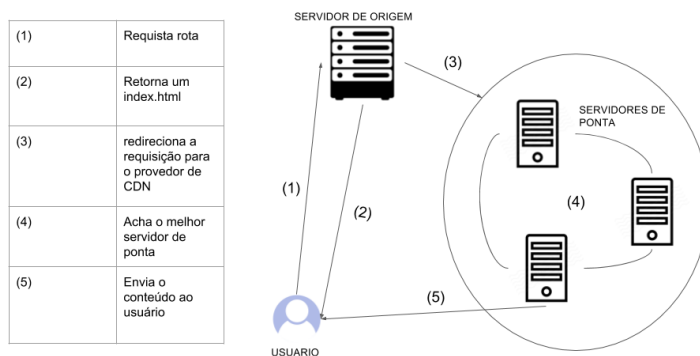 (1) Requista rota
(2) Retorna um
index.html
(3) redireciona a
requisição para
o provedor de
CDN
(4) Acha o melhor
servidor de
ponta
(5) Envia o
conteúdo ao
usuário
SERVIDOR DE ORIGEM
(3)
SERVIDORES DE
PONTA
(1)
(2)
(4)
(5)
USUARIO